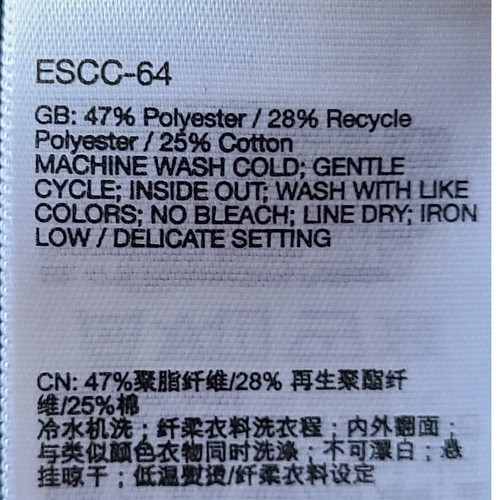 ESCC-64
GB: 47% Polyester / 28% Recycle
Polyester / 25% Cotton
MACHINE WASH COLD; GENTLE
CYCLE; INSIDE OUT; WASH WITH LIKE
COLORS; NO BLEACH; LINE DRY; IRON
LOW / DELICATE SETTING
CN: 47%聚脂纤维/28% 再生聚酯纤
维/25%棉
冷水机洗；纤柔衣料洗衣程；内外翻面；
与类似颜色衣物同时洗涤；不可漂白；悬
挂晾干；低温熨烫/纤柔衣料设定